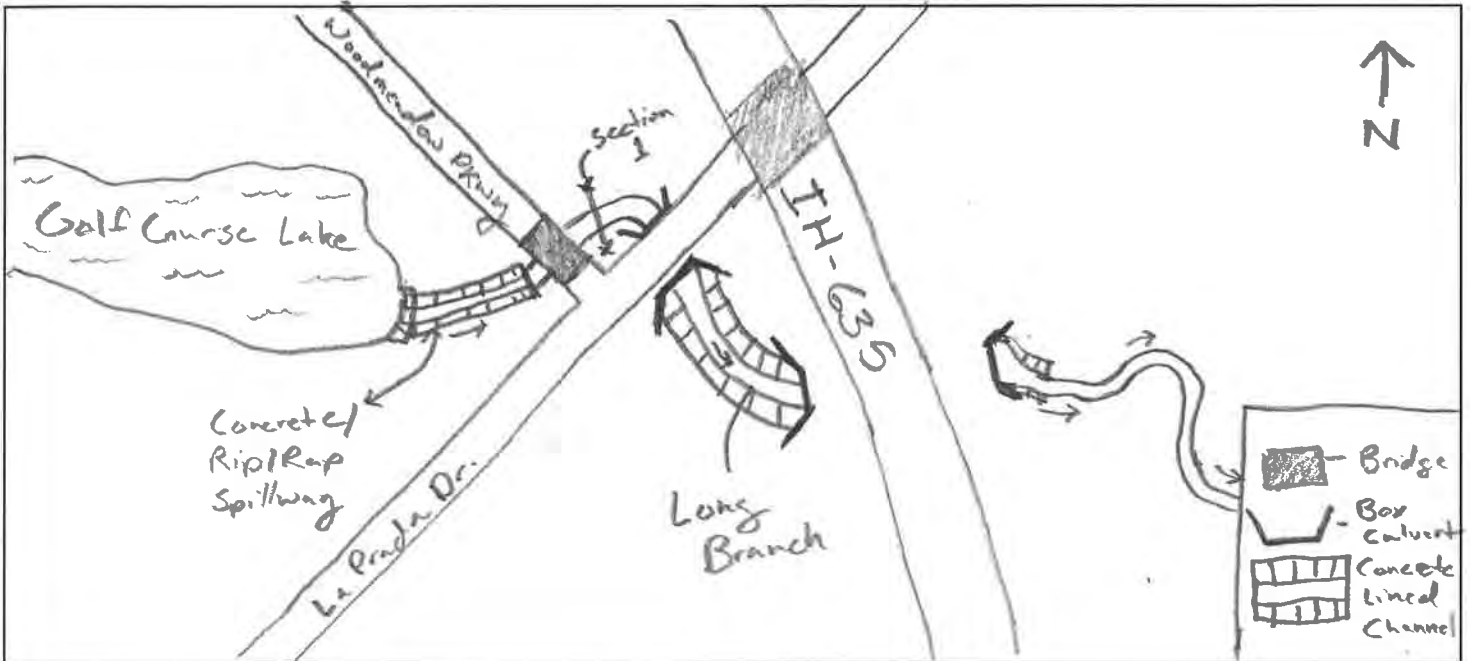 Woodmeadow Pkwy
section
1
N
Golf Course Lake
IH-635
Concrete/
Rip/Rap
Spillway
La Prada Dr.
Long
Branch
Bridge
Box
Culvert
Concrete
Lined
Channel